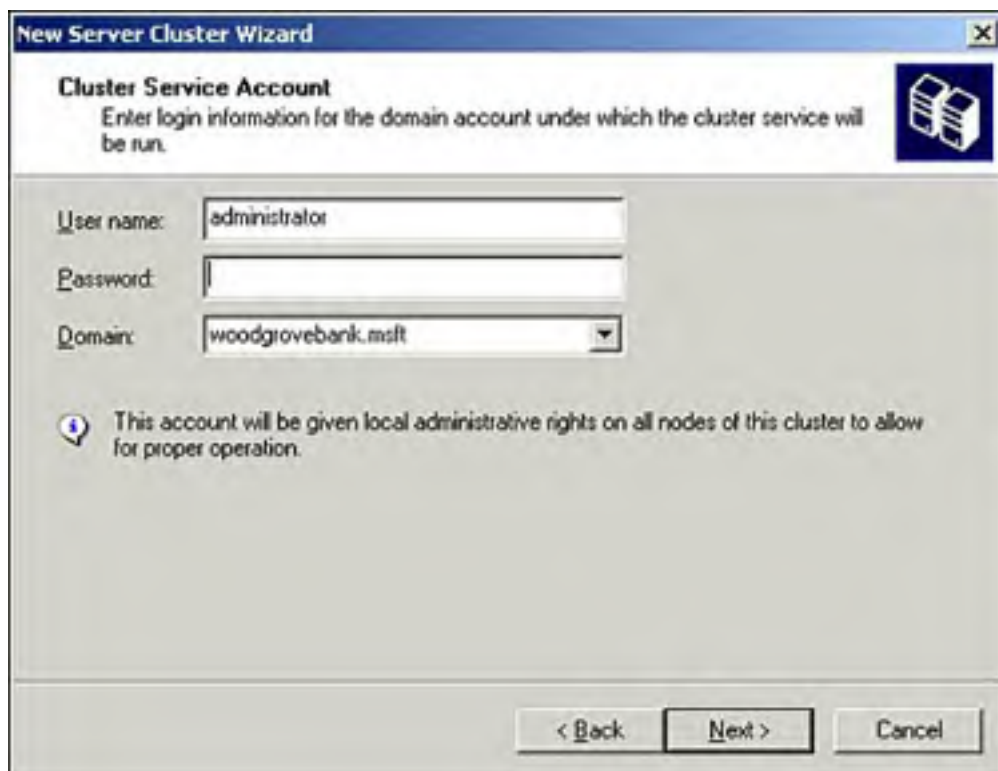 New Server Cluster Wizard
Cluster Service Account
Enter login information for the domain account under which the cluster service will
be run.
User name:
administrator
Password:
Domain:
woodgrovebank.msft
This account will be given local administrative rights on all nodes of this cluster to allow
for proper operation.
< Back
Next >
Cancel